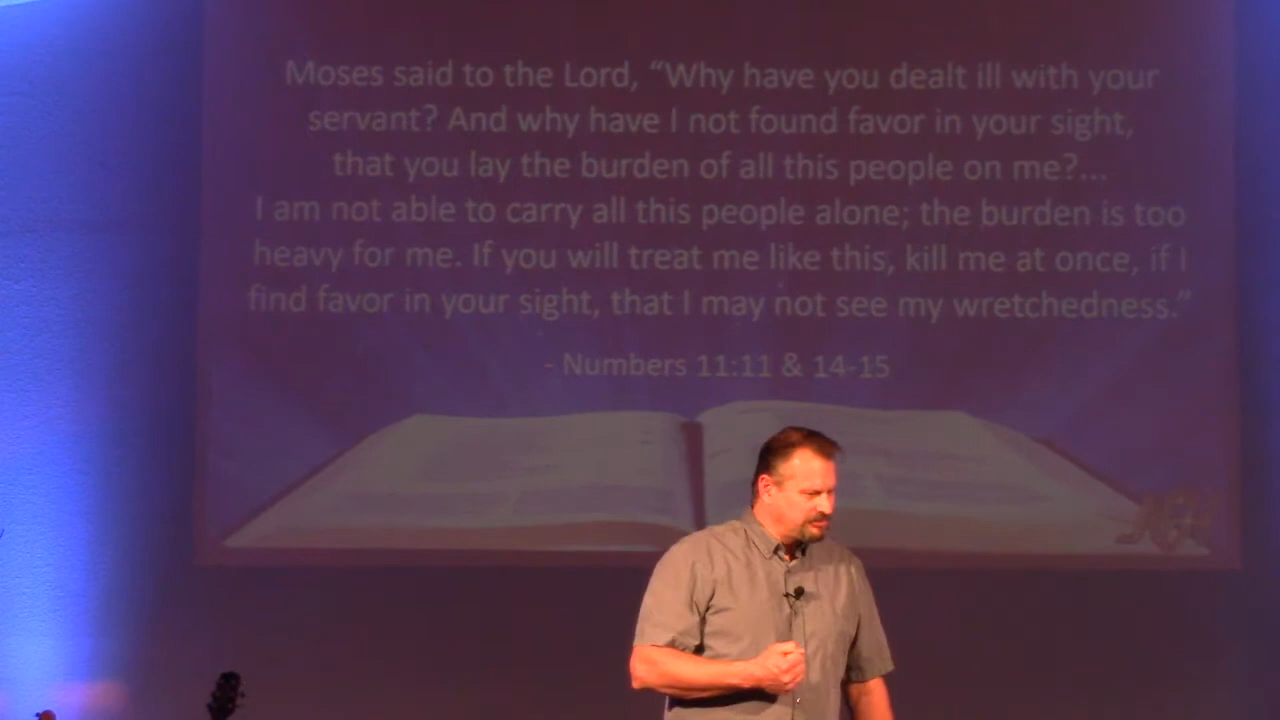 Moses said to the Lord, “Why have you dealt ill with your
servant? And why have I not found favor in your sight,
that you lay the burden of all this people on me?...
I am not able to carry all this people alone; the burden is too
heavy for me. If you will treat me like this, kill me at once, if I
find favor in your sight, that I may not see my wretchedness.”
- Numbers 11:11 & 14-15